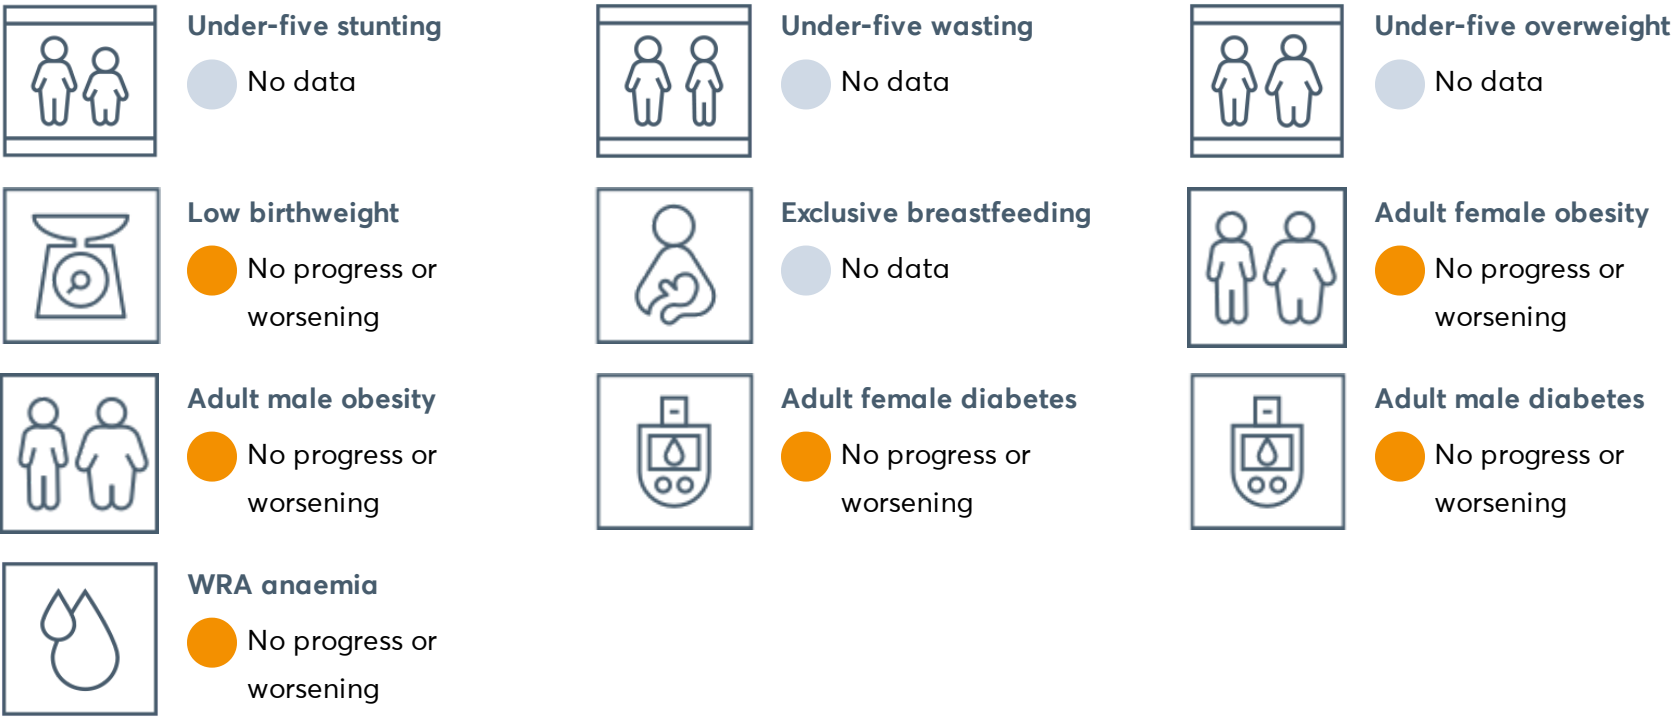 Under-five stunting
No data
Under-five wasting
No data
Under-five overweight
No data
Low birthweight
No progress or
worsening
Exclusive breastfeeding
No data
Adult female obesity
No progress or
worsening
Adult male obesity
No progress or
worsening
Adult female diabetes
No progress or
worsening
Adult male diabetes
No progress or
worsening
WRA anaemia
No progress or
worsening